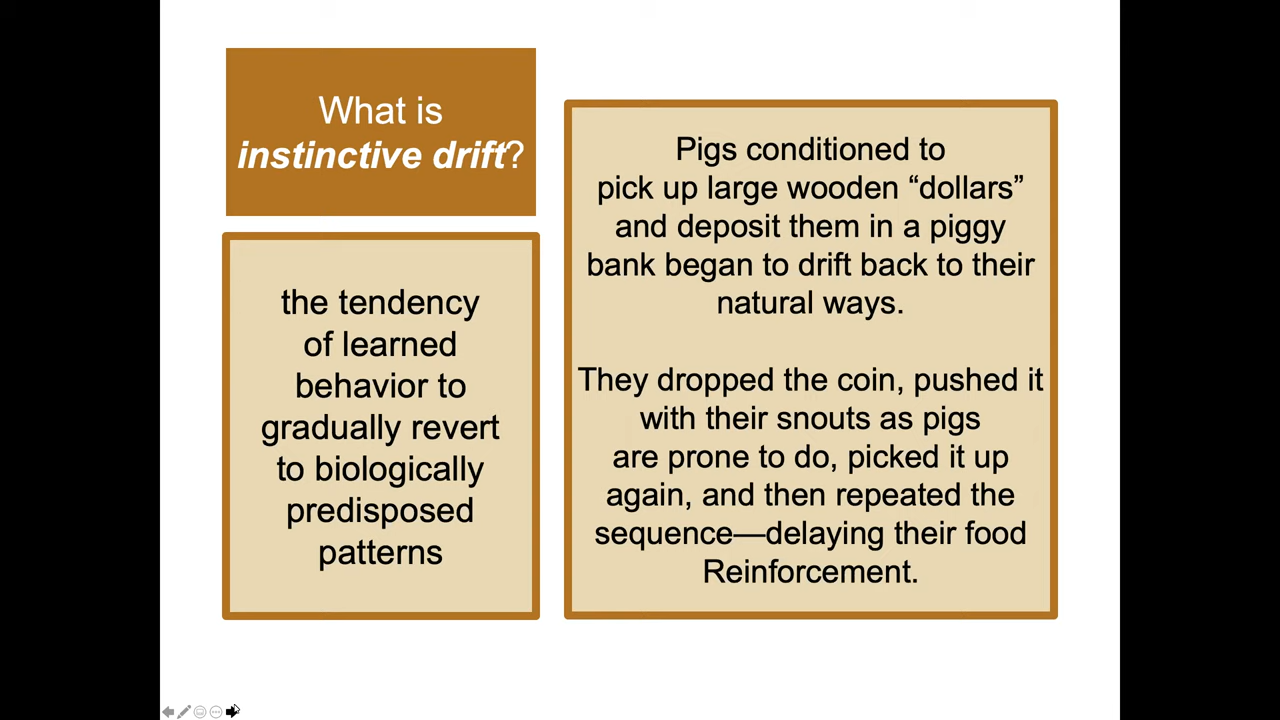 What is
instinctive drift?
the tendency
of learned
behavior to
gradually revert
to biologically
predisposed
patterns
Pigs conditioned to
pick up large wooden “dollars”
and deposit them in a piggy
bank began to drift back to their
natural ways.
They dropped the coin, pushed it
with their snouts as pigs
are prone to do, picked it up
again, and then repeated the
sequence—delaying their food
Reinforcement.